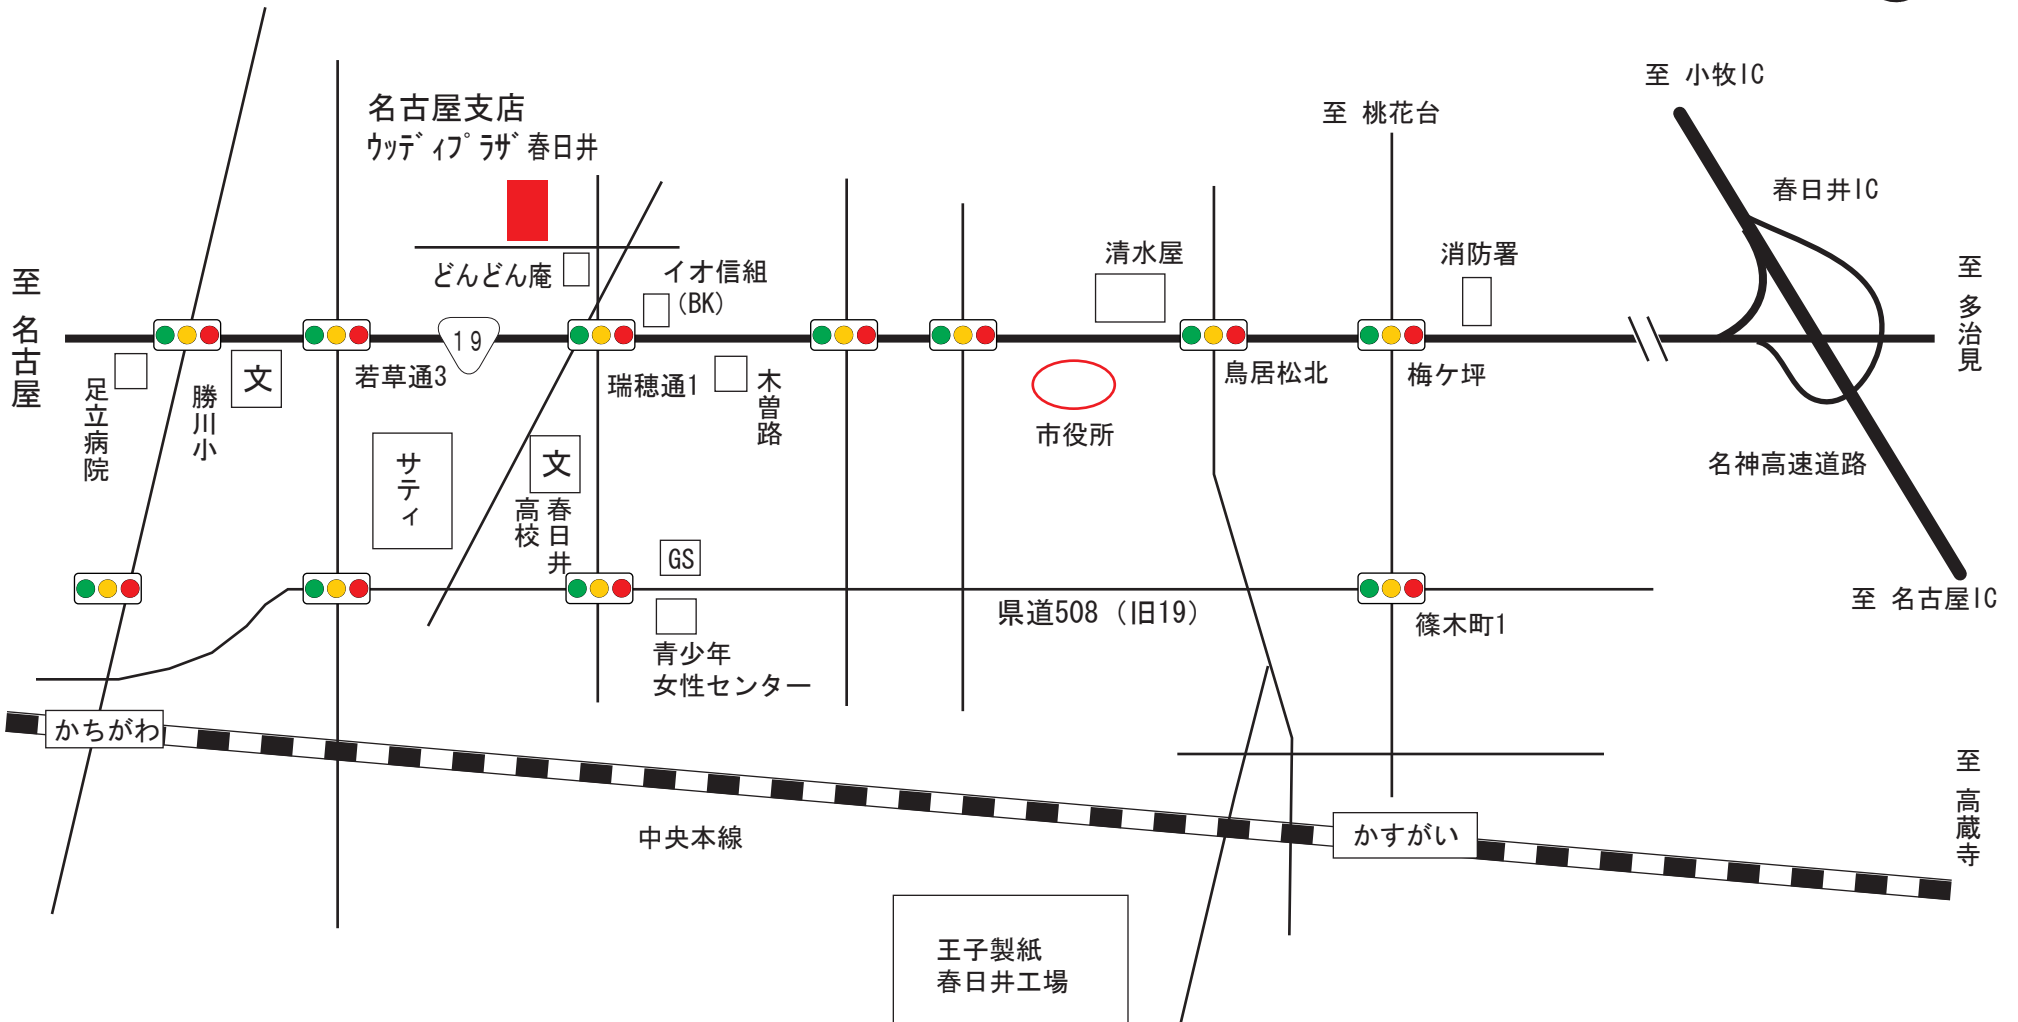 至 小牧IC
至 桃花台
名古屋支店
ウッディプラザ春日井
春日井IC
清水屋
消防署
どんどん庵
イオ信組
(BK)
至 名古屋
至 多治見
19
足立病院
勝川小
文
若草通3
瑞穂通1
木曽路
鳥居松北
梅ケ坪
市役所
サティ
文
春日井
高校
名神高速道路
GS
至 名古屋IC
県道508（旧19）
篠木町1
青少年
女性センター
かちがわ
至 高蔵寺
中央本線
かすがい
王子製紙
春日井工場